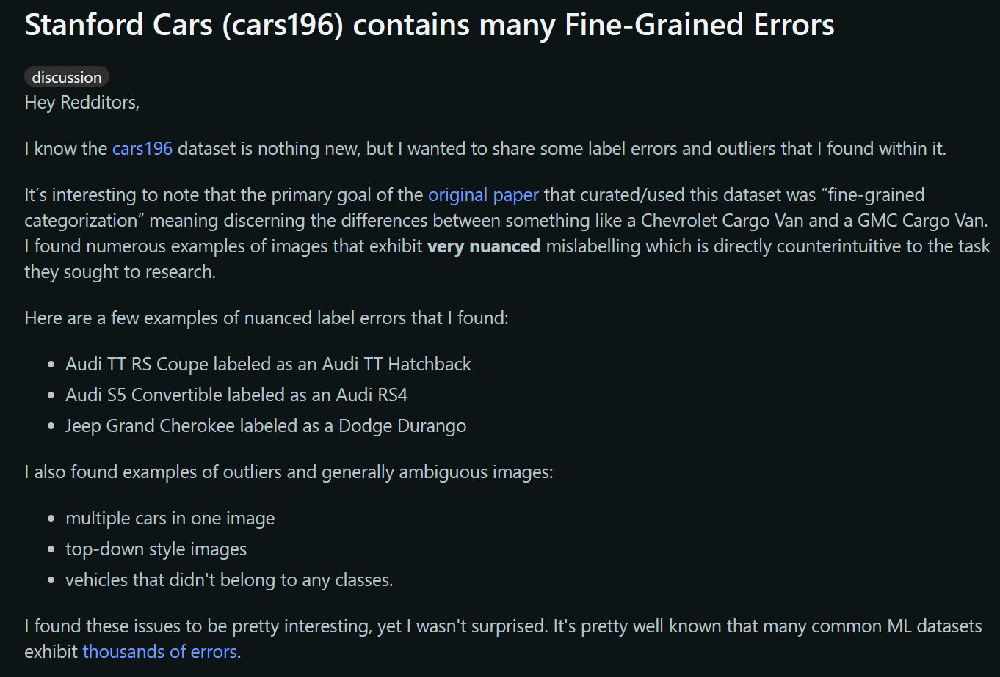 Stanford Cars (cars196) contains many Fine-Grained Errors
discussion
Hey Redditors,
I know the cars196 dataset is nothing new, but I wanted to share some label errors and outliers that I found within it.
It’s interesting to note that the primary goal of the original paper that curated/used this dataset was “fine-grained
categorization” meaning discerning the differences between something like a Chevrolet Cargo Van and a GMC Cargo Van.
I found numerous examples of images that exhibit very nuanced mislabelling which is directly counterintuitive to the task
they sought to research.
Here are a few examples of nuanced label errors that I found:
• Audi TT RS Coupe labeled as an Audi TT Hatchback
• Audi S5 Convertible labeled as an Audi RS4
• Jeep Grand Cherokee labeled as a Dodge Durango
I also found examples of outliers and generally ambiguous images:
• multiple cars in one image
• top-down style images
• vehicles that didn't belong to any classes.
I found these issues to be pretty interesting, yet I wasn't surprised. It's pretty well known that many common ML datasets
exhibit thousands of errors.